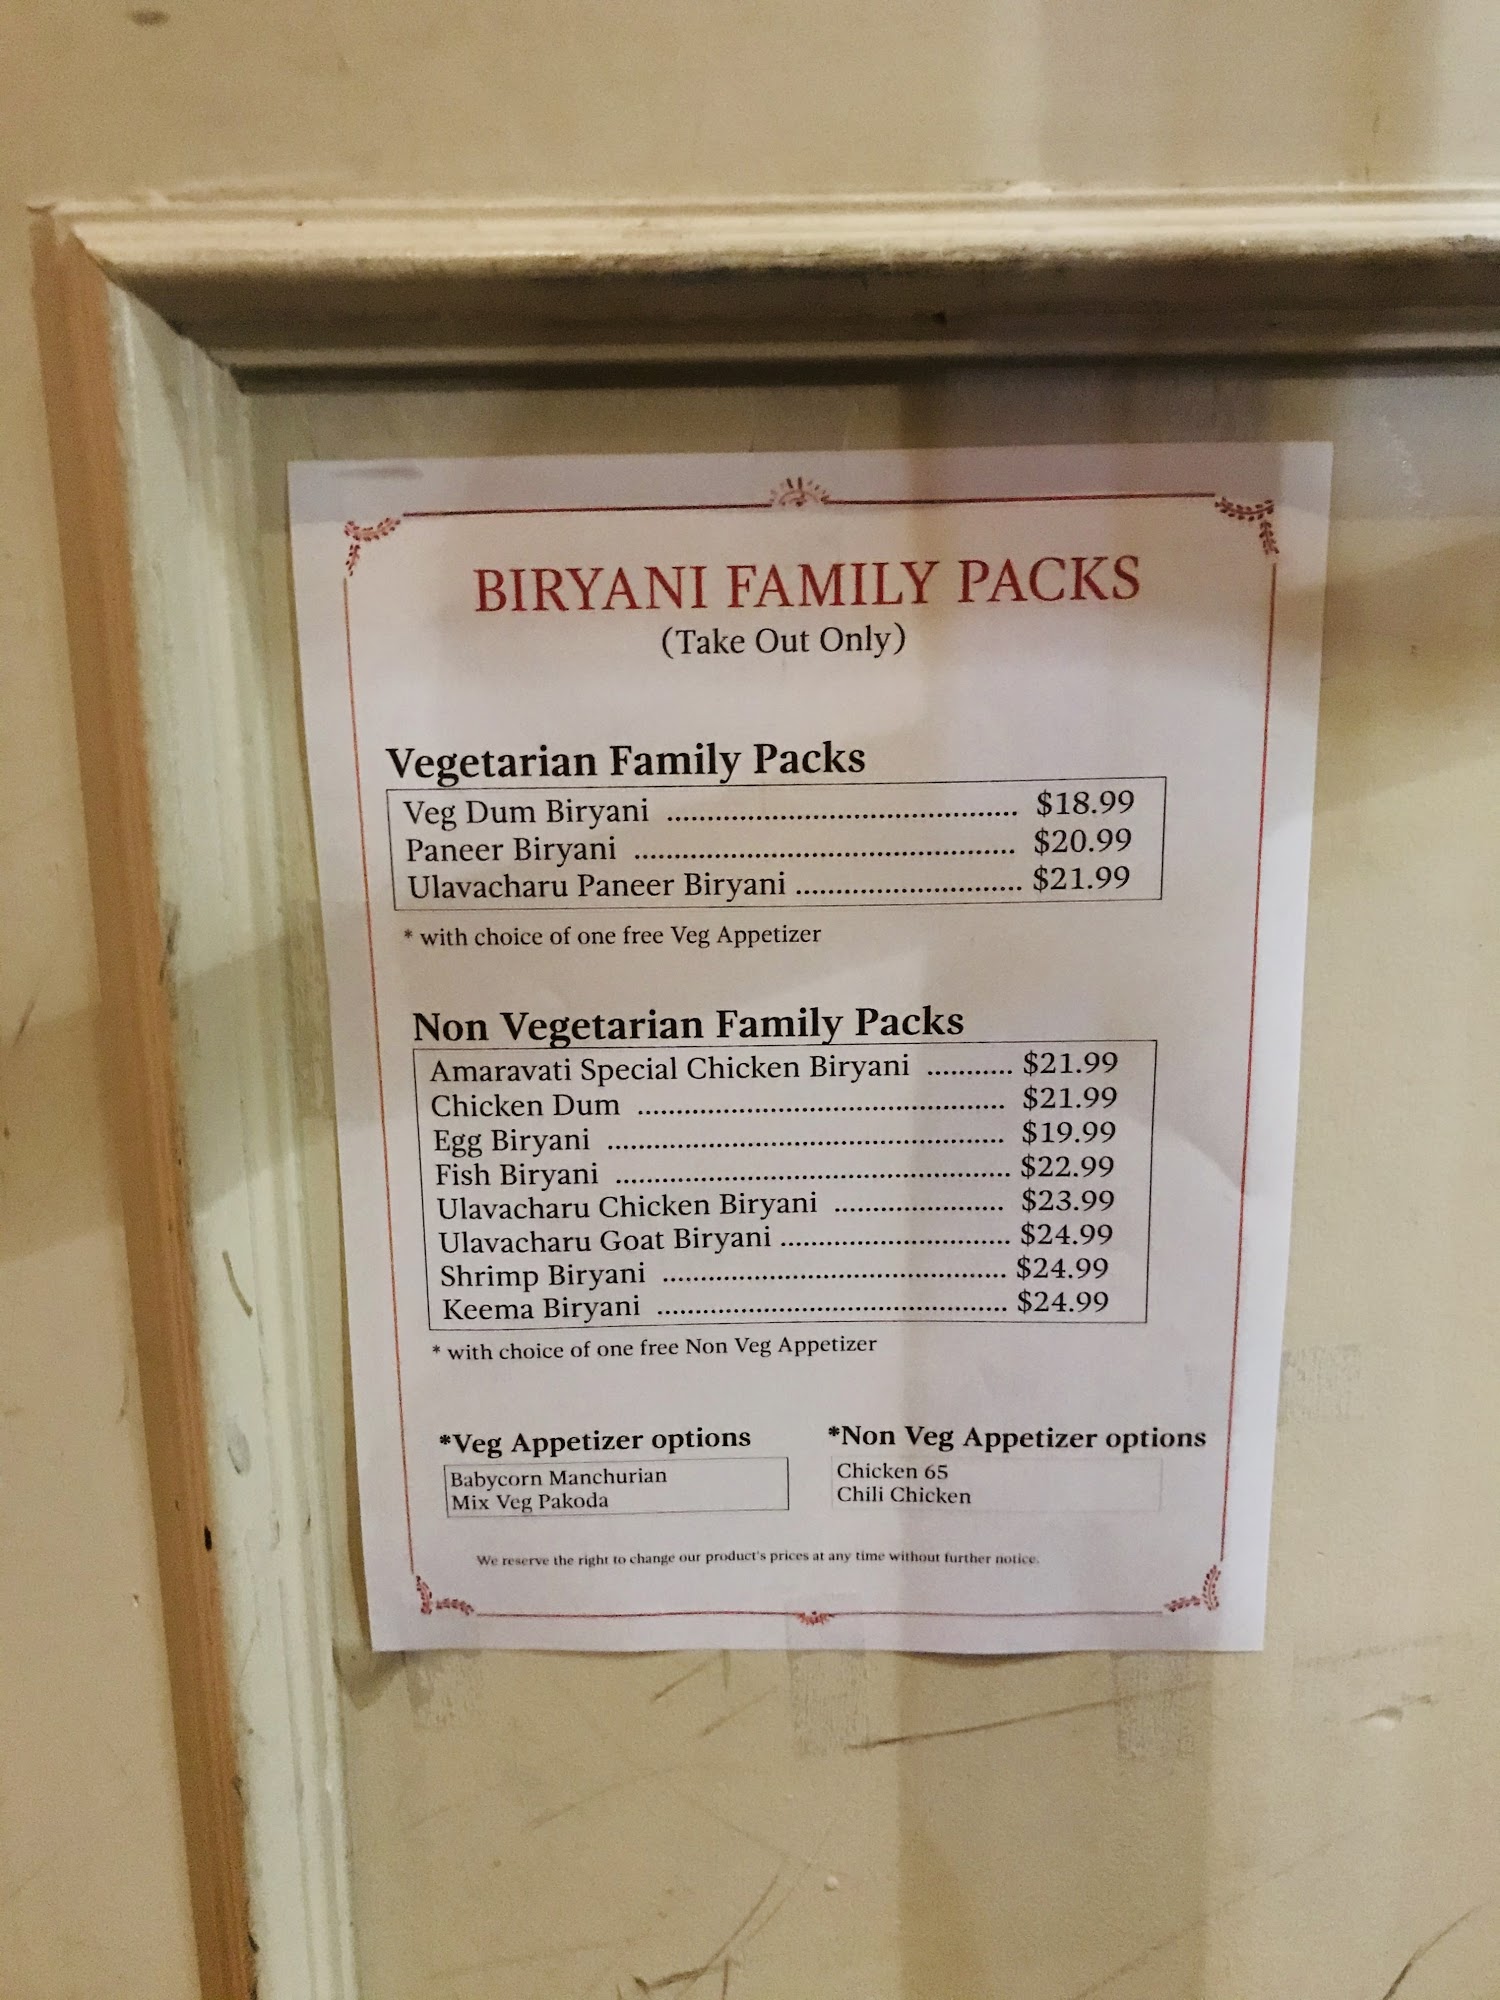 BIRYANI FAMILY PACKS
(Take Out Only)
Vegetarian Family Packs
Veg Dum Biryani ........................................... $18.99
Paneer Biryani ............................................... $20.99
Ulavacharu Paneer Biryani ............................ $21.99
* with choice of one free Veg Appetizer
Non Vegetarian Family Packs
Amaravati Special Chicken Biryani ........... $21.99
Chicken Dum ............................................... $21.99
Egg Biryani ................................................... $19.99
Fish Biryani ................................................... $22.99
Ulavacharu Chicken Biryani ...................... $23.99
Ulavacharu Goat Biryani .............................. $24.99
Shrimp Biryani ............................................ $24.99
Keema Biryani ............................................. $24.99
* with choice of one free Non Veg Appetizer
*Veg Appetizer options
Babycorn Manchurian
Mix Veg Pakoda
*Non Veg Appetizer options
Chicken 65
Chili Chicken
We reserve the right to change our product's prices at any time without further notice.